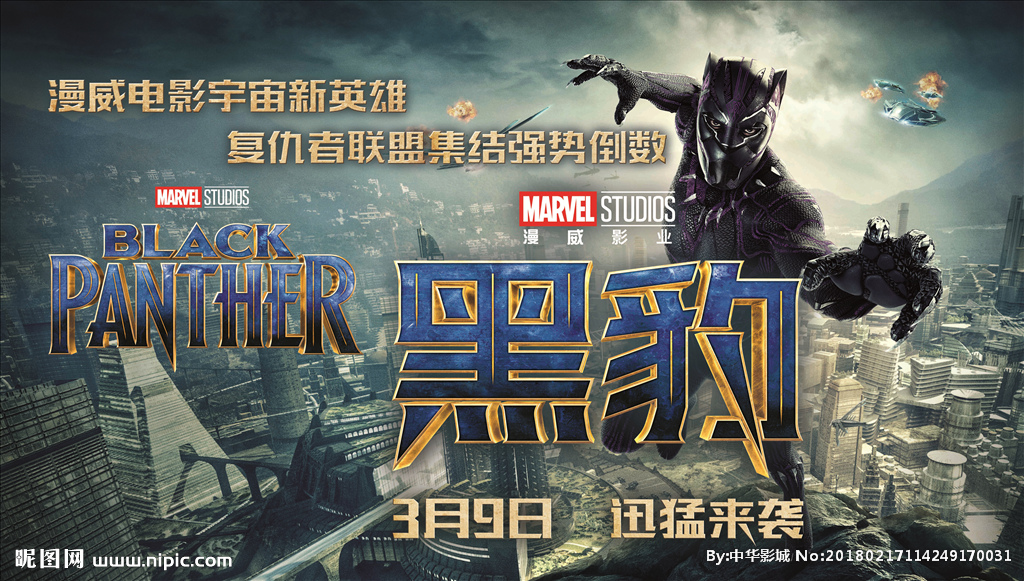 漫威电影宇宙新英雄
复仇者联盟集结强势倒数
MARVEL STUDIOS
BLACK
PANTHER
MARVEL STUDIOS
漫威影业
黑豹
3月9日 迅猛来袭
昵图网 www.nipic.com
By:中华影城 No:20180217114249170031